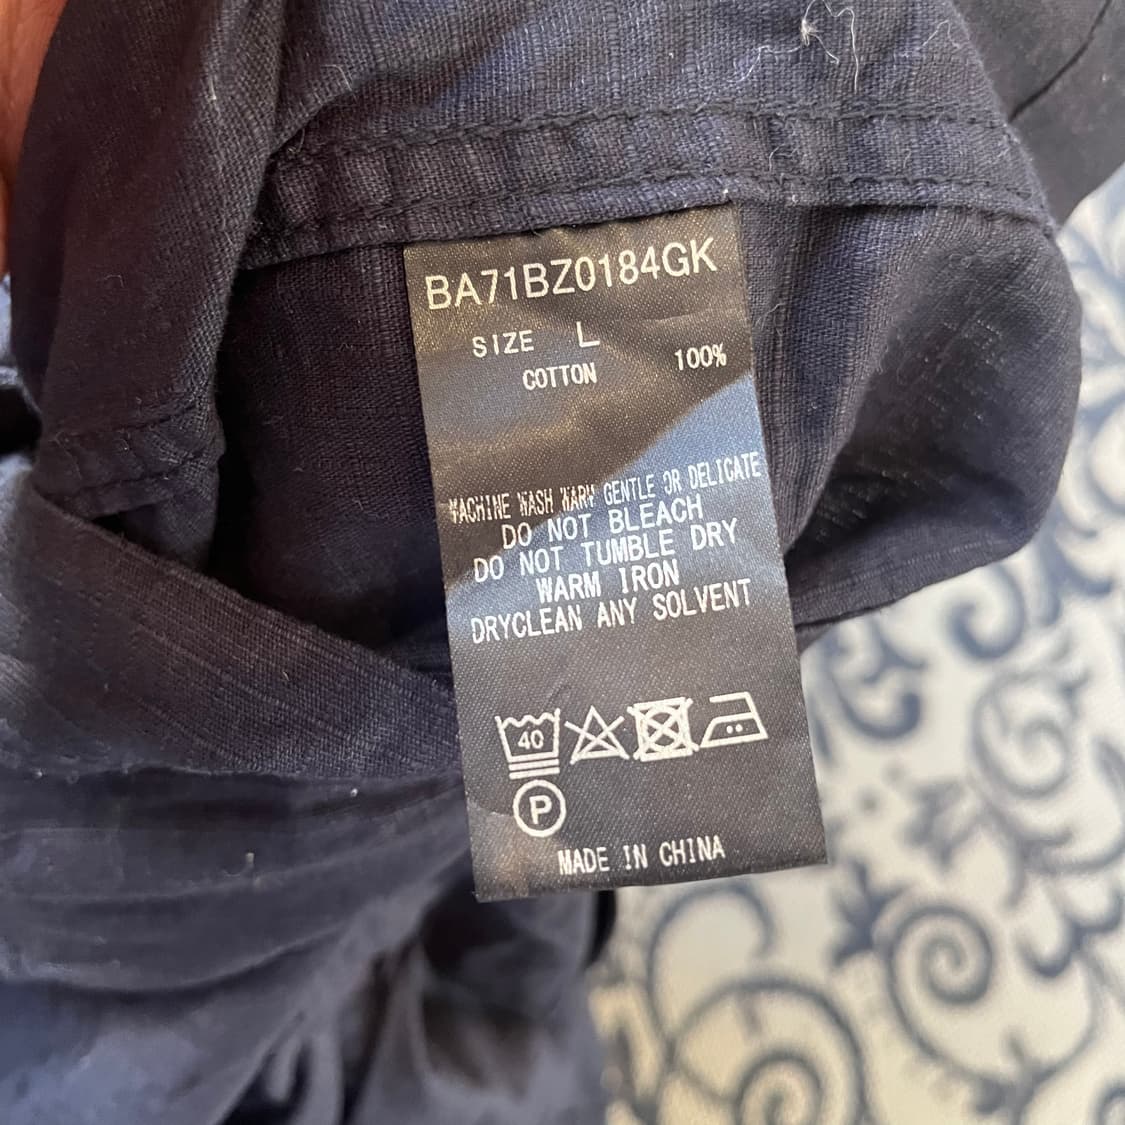 BA71BZ0184GK
SIZE L
COTTON 100%
MACHINE WASH WARM GENTLE OR DELICATE
DO NOT BLEACH
DO NOT TUMBLE DRY
WARM IRON
DRYCLEAN ANY SOLVENT
40
P
MADE IN CHINA